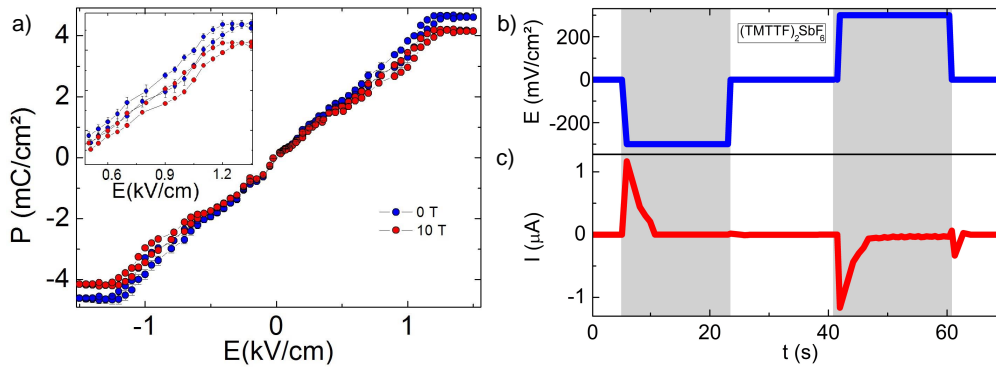 a)
P (mC/cm²)
4
2
0
-2
-4
-1
0
1
E(kV/cm)
0.6
0.9
1.2
E(kV/cm)
0 T
10 T
b)
E (mV/cm²)
200
0
-200
(TMTTF)₂SbF₆
c)
I (μA)
1
0
-1
0
20
40
60
t (s)